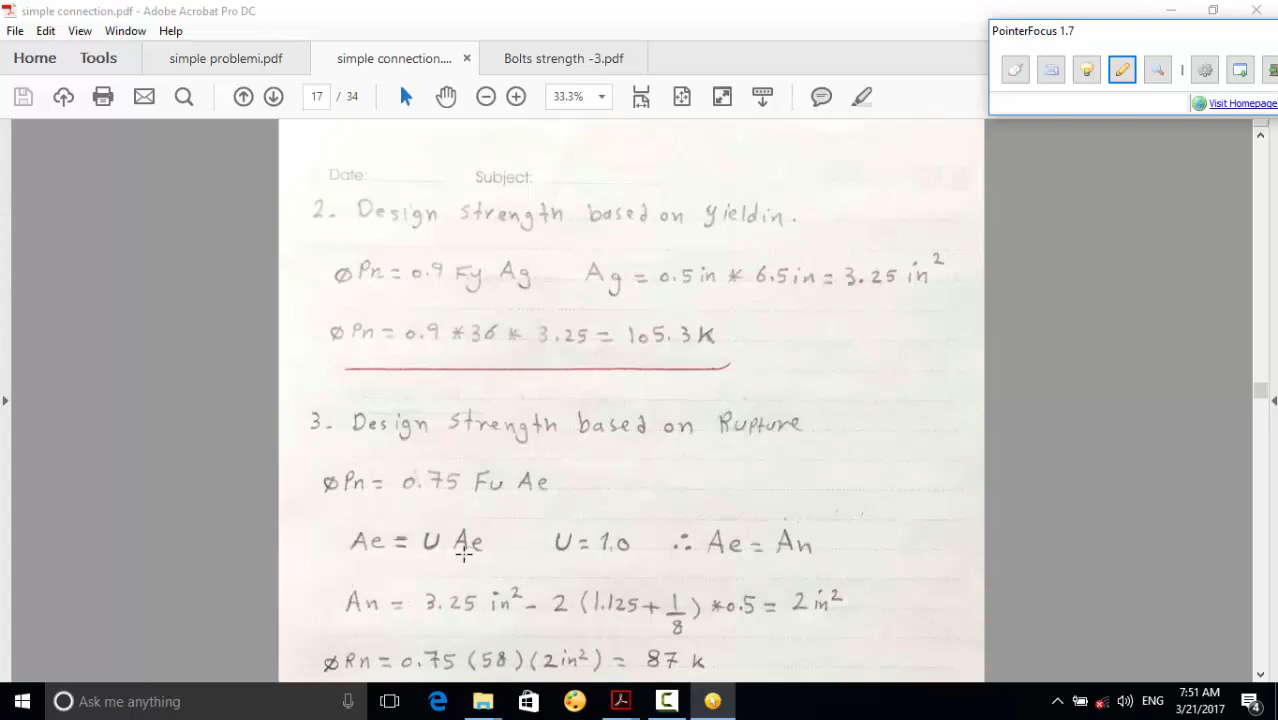 simple connection.pdf - Adobe Acrobat Pro DC
File Edit View Window Help
PointerFocus 1.7
Home Tools simple problemi.pdf simple connection.... × Bolts strength -3.pdf
17 / 34 33.3%
Visit Homepage
Date: Subject:
2. Design strength based on yieldin.
øPn = 0.9 Fy Ag Ag = 0.5 in * 6.5 in = 3.25 in²
øPn = 0.9 * 36 * 3.25 = 105.3 K
3. Design strength based on Rupture
øPn = 0.75 Fu Ae
Ae = U Ae U = 1.0 ∴ Ae = An
An = 3.25 in² - 2 (1.125 + 1/8) * 0.5 = 2 in²
øRn = 0.75 (58) (2 in²) = 87 k
Ask me anything
ENG
7:51 AM
3/21/2017
4